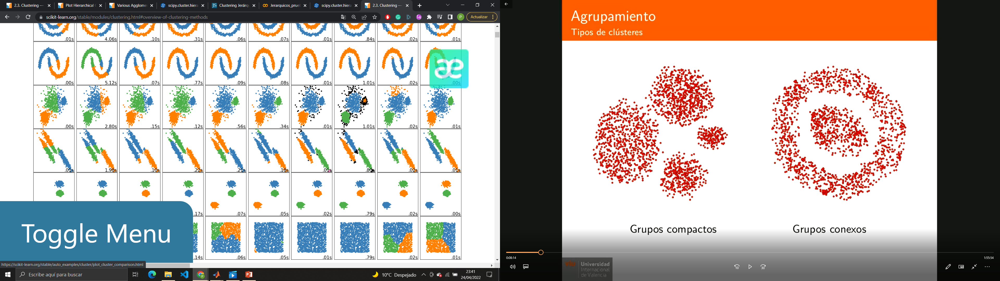 2.3. Clustering —
Plot Hierarchical
Various Agglome
scipy.cluster.hiera
Clustering Jerárq
Jerarquicos_prue
scipy.cluster.hiera
2.3. Clustering —
scikit-learn.org/stable/modules/clustering.html#overview-of-clustering-methods
P
Actualizar
.01s 4.06s .10s .31s .06s .07s .01s .84s .02s .01s
.00s 5.12s .07s .77s .09s .08s .01s 1.01s .02s .00s
æ
.00s 2.80s .15s .12s .56s .34s .01s 1.01s .02s .01s
.01s 1.98s .10s .22s .21s .18s .01s .80s .02s .01s
.17s .07s .05s .02s .79s .02s .00s
.14s .06s .05s .01s .79s .02s .01s
Toggle Menu
https://scikit-learn.org/stable/auto_examples/cluster/plot_cluster_comparison.html
Escribe aquí para buscar
10°C Despejado
23:41
24/04/2022
Agrupamiento
Tipos de clústeres
Grupos compactos
Grupos conexos
0:08:14
1:55:54
10
30
viu
Universidad
Internacional
de Valencia